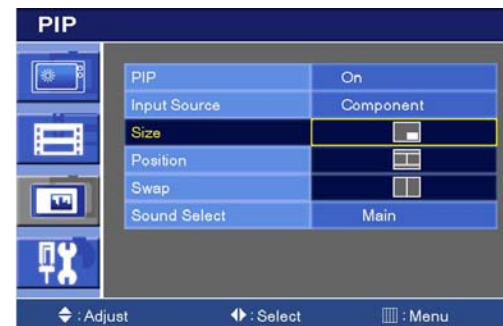 PIP
PIP On
Input Source Component
Size
Position
Swap
Sound Select Main
: Adjust : Select : Menu